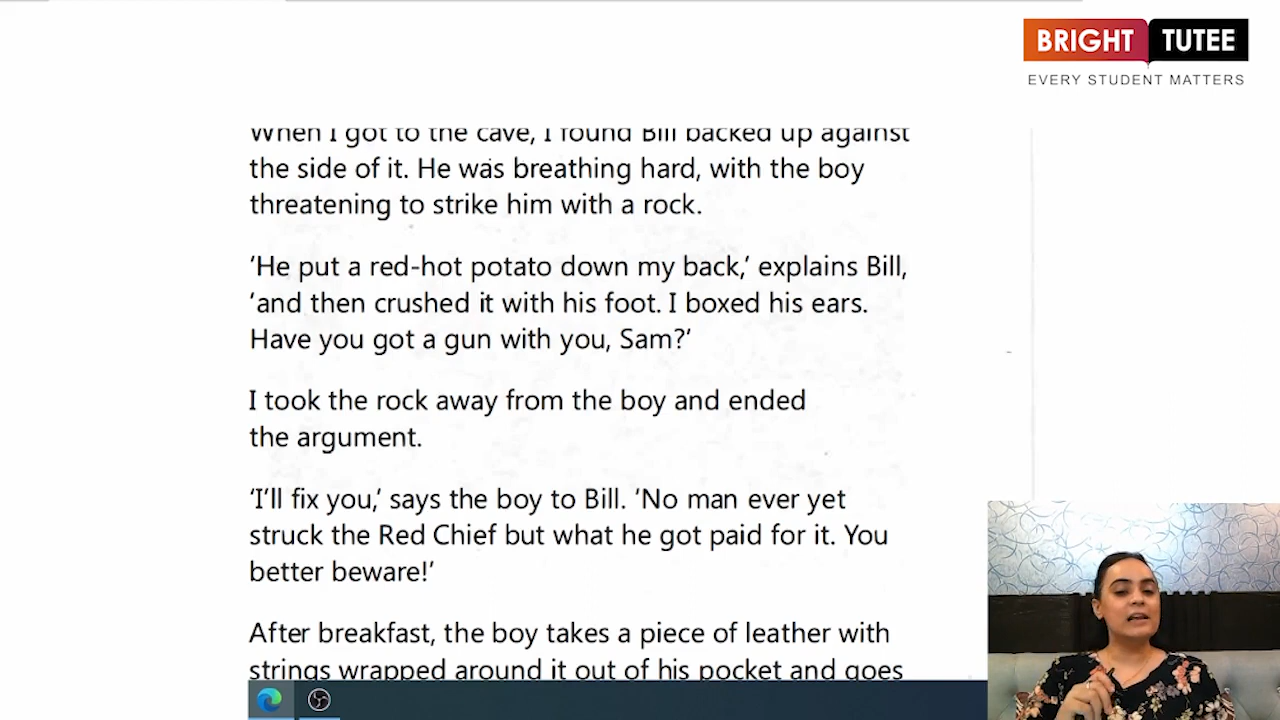 BRIGHT TUTEE
EVERY STUDENT MATTERS
When I got to the cave, I found Bill backed up against
the side of it. He was breathing hard, with the boy
threatening to strike him with a rock.
‘He put a red-hot potato down my back,’ explains Bill,
‘and then crushed it with his foot. I boxed his ears.
Have you got a gun with you, Sam?’
I took the rock away from the boy and ended
the argument.
‘I’ll fix you,’ says the boy to Bill. ‘No man ever yet
struck the Red Chief but what he got paid for it. You
better beware!’
After breakfast, the boy takes a piece of leather with
strings wrapped around it out of his pocket and goes